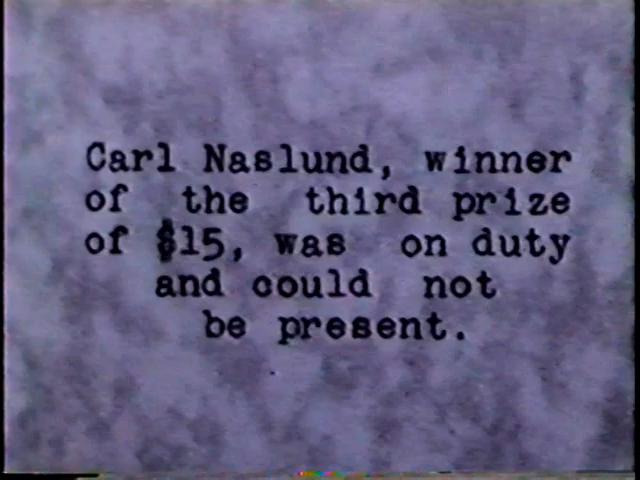 Carl Naslund, winner
of the third prize
of $15, was on duty
and could not
be present.